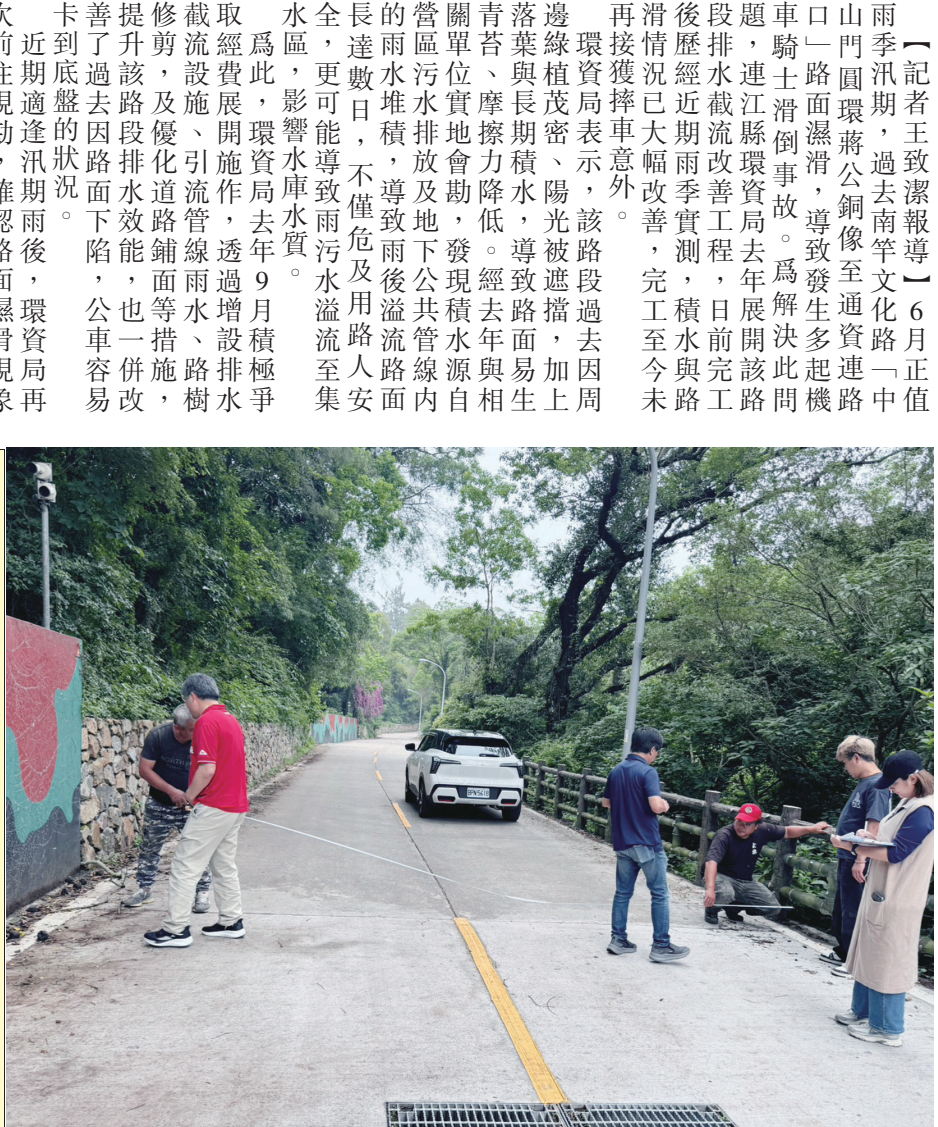 【記者王致潔報導】6月正值
雨季汛期，過去南竿文化路「中
山門圓環蔣公銅像至通資連路
口」路面濕滑，導致發生多起機
車騎士滑倒事故。爲解決此問
題，連江縣環資局去年展開該路
段排水截流改善工程，日前完工
後歷經近期雨季實測，積水與路
滑情況已大幅改善，完工至今未
再接獲摔車意外。
環資局表示，該路段過去因周
邊綠植茂密、陽光被遮擋，加上
落葉與長期積水，導致路面易生
青苔、摩擦力降低。經去年與相
關單位實地會勘，發現積水源自
營區污水排放及地下公共管線內
的雨水堆積，導致雨後溢流路面
長達數日，不僅危及用路人安
全，更可能導致雨污水溢流至集
水區，影響水庫水質。
爲此，環資局去年9月積極爭
取經費展開施作，透過增設排水
截流設施、引流管線雨水、路樹
修剪，及優化道路鋪面等措施，
提升該路段排水效能，也一併改
善了過去因路面下陷，公車容易
卡到底盤的狀況。
近期適逢汛期雨後，環資局再
次前往現勘，確認路面濕滑現象